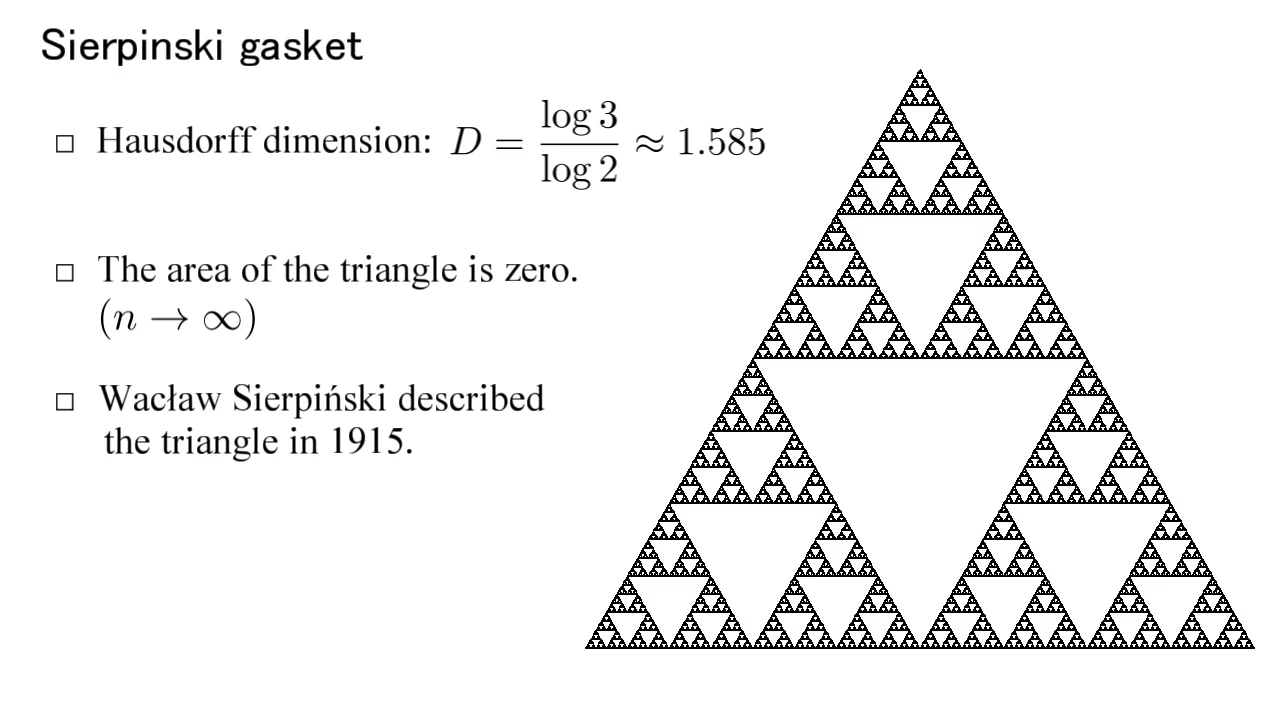 Sierpinski gasket
□ Hausdorff dimension: D = log 3 / log 2 ≈ 1.585
□ The area of the triangle is zero.
(n → ∞)
□ Wacław Sierpiński described
the triangle in 1915.